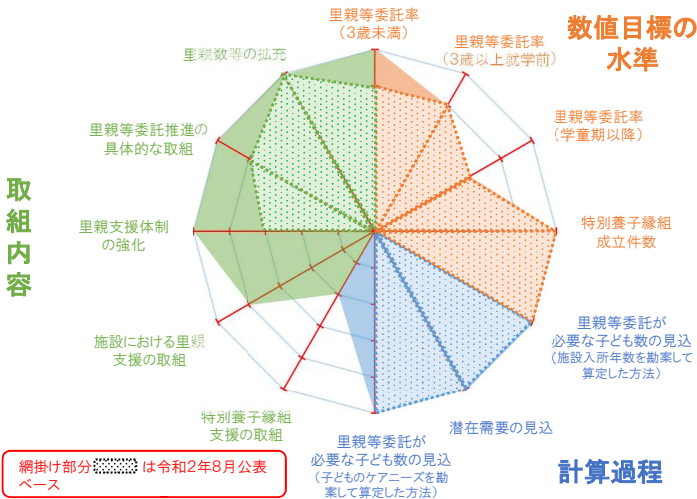 里親等委託率
（3歳未満）
里親等委託率
（3歳以上就学前）
数値目標の
水準
里親等委託率
（学童期以降）
特別養子縁組
成立件数
里親等委託が
必要な子ども数の見込
（施設入所年数を勘案して
算定した方法）
潜在需要の見込
計算過程
里親等委託が
必要な子ども数の見込
（子どものケアニーズを勘
案して算定した方法）
特別養子縁組
支援の取組
施設における里親
支援の取組
里親支援体制
の強化
里親等委託推進の
具体的な取組
里親数等の拡充
取組内容
網掛け部分 は令和2年8月公表
ベース